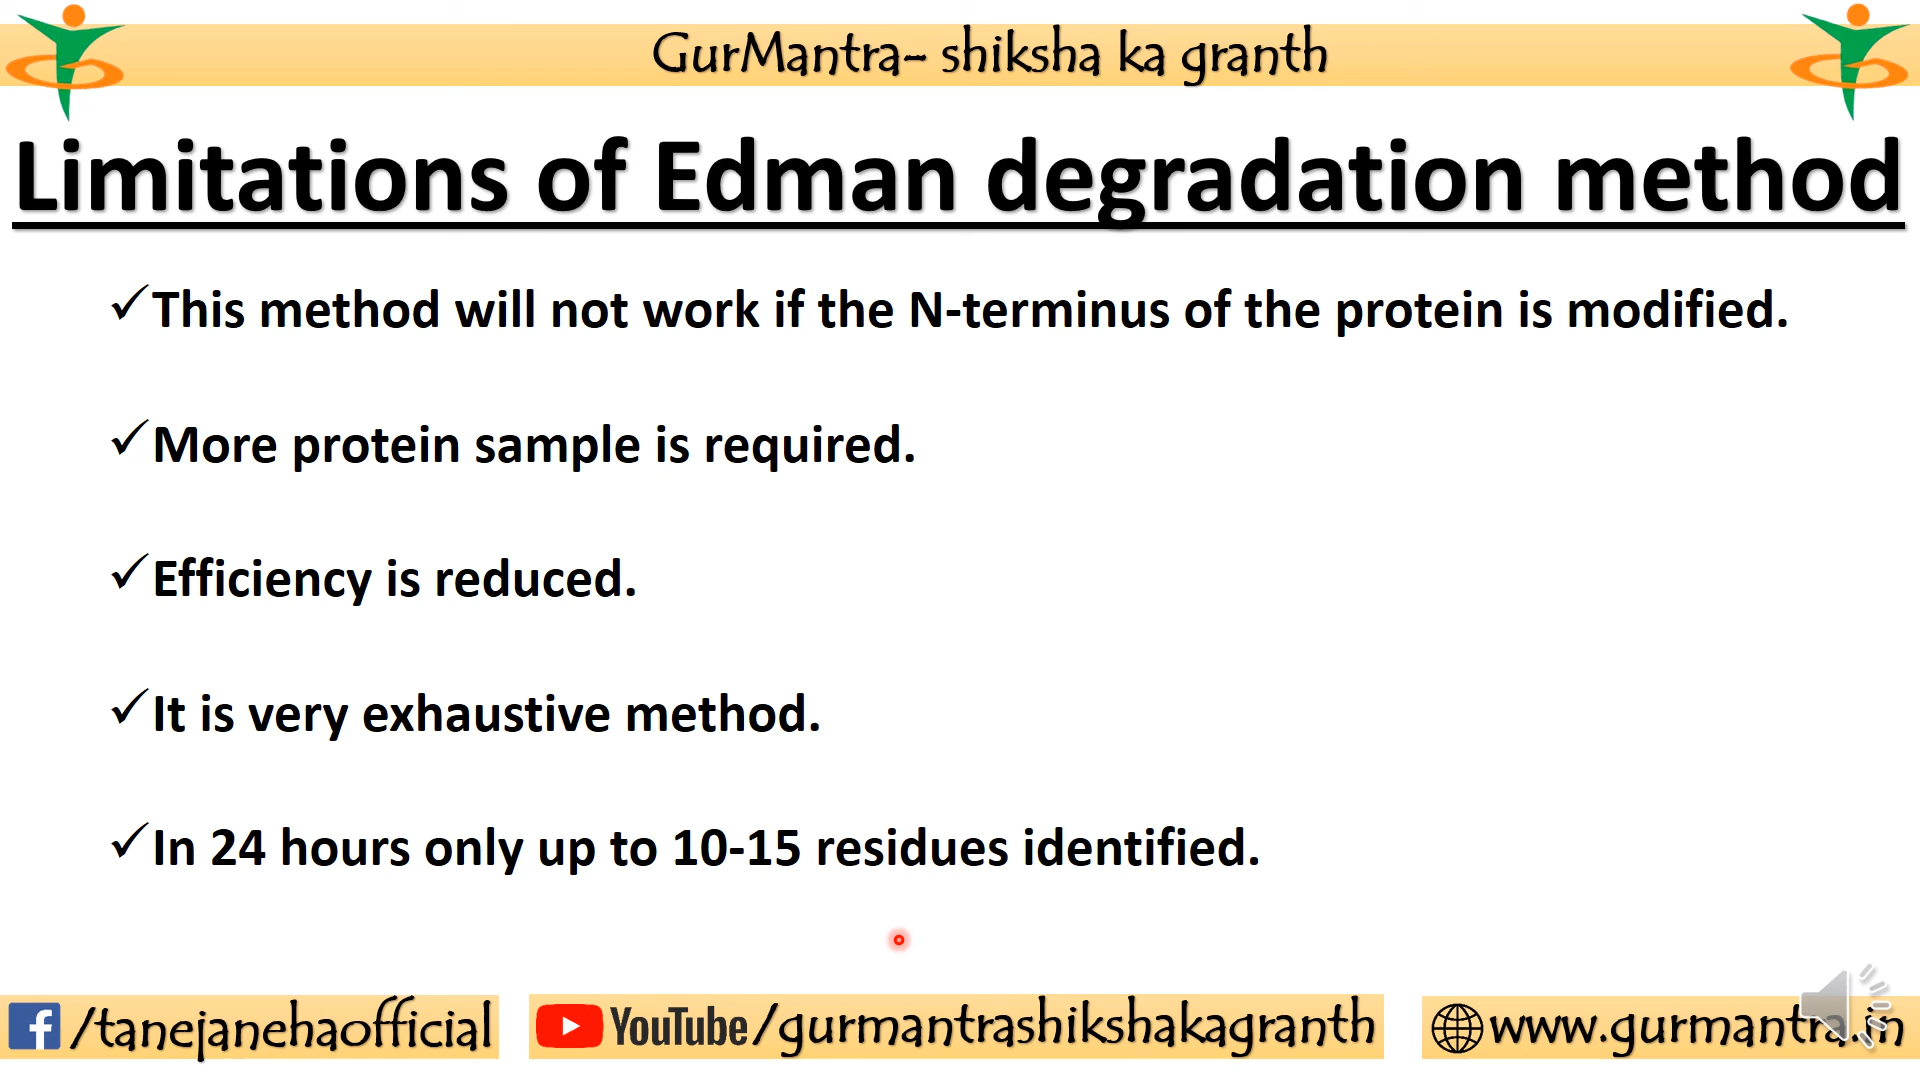 GurMantra- shiksha ka granth
Limitations of Edman degradation method
✓This method will not work if the N-terminus of the protein is modified.
✓More protein sample is required.
✓Efficiency is reduced.
✓It is very exhaustive method.
✓In 24 hours only up to 10-15 residues identified.
f /tanejanehaofficial
YouTube/gurmantrashikshakagranth
www.gurmantra.in